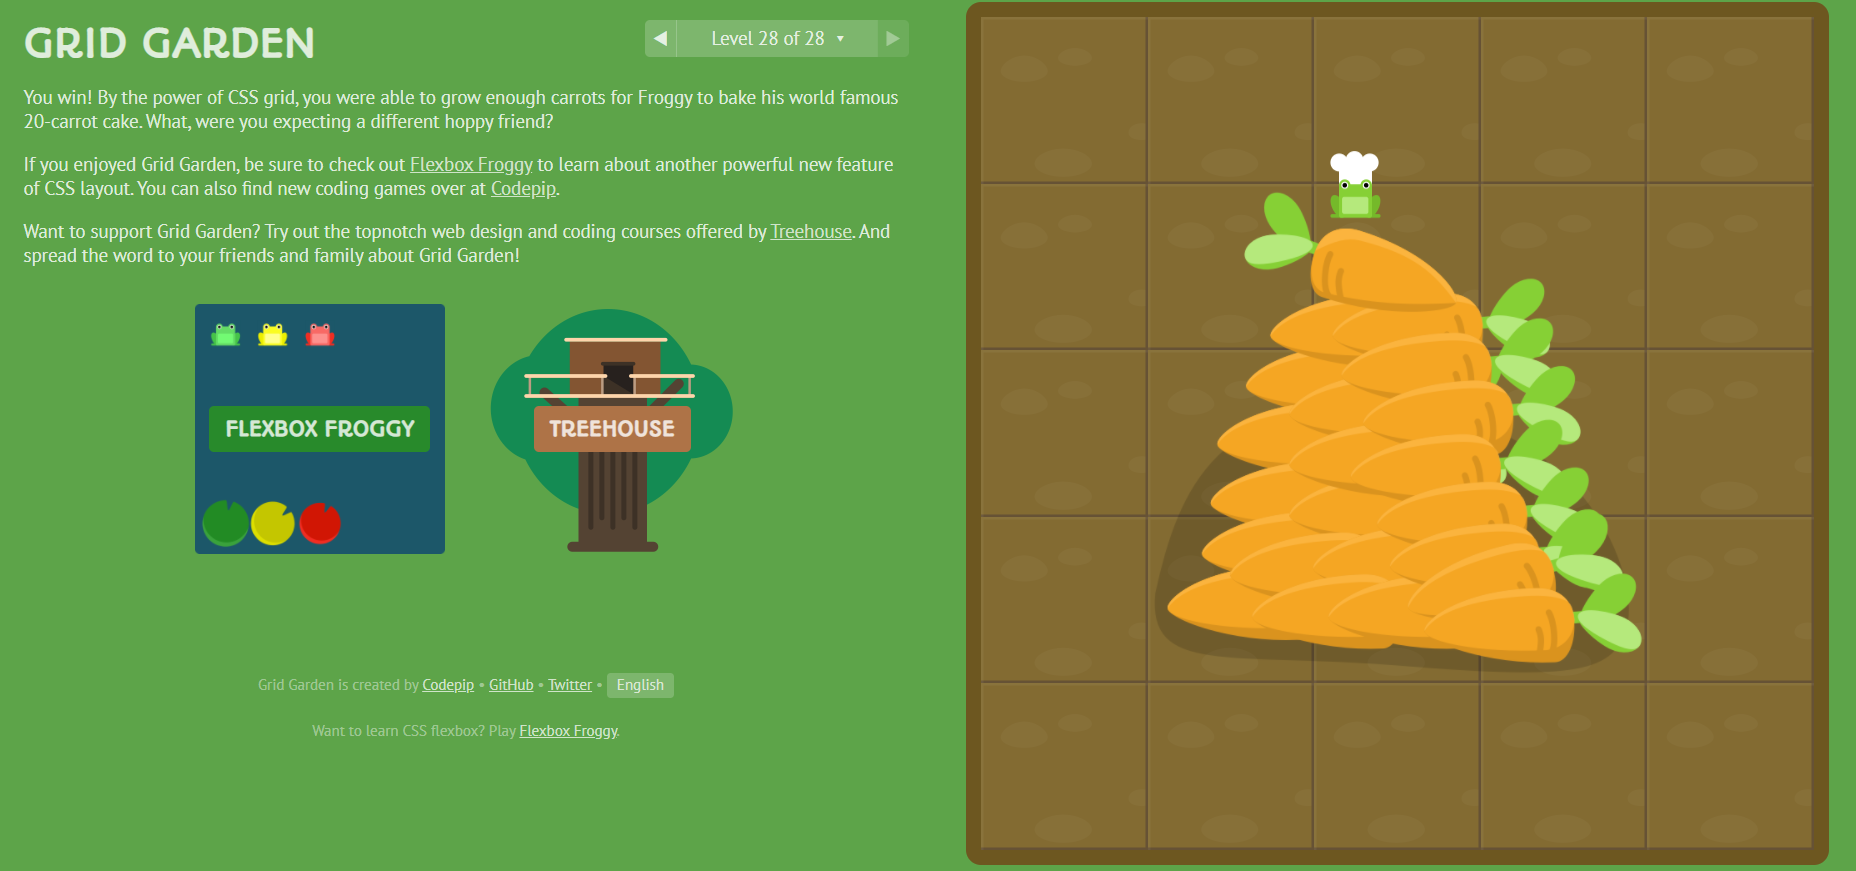 GRID GARDEN
Level 28 of 28
You win! By the power of CSS grid, you were able to grow enough carrots for Froggy to bake his world famous
20-carrot cake. What, were you expecting a different hoppy friend?
If you enjoyed Grid Garden, be sure to check out Flexbox Froggy to learn about another powerful new feature
of CSS layout. You can also find new coding games over at Codepip.
Want to support Grid Garden? Try out the topnotch web design and coding courses offered by Treehouse. And
spread the word to your friends and family about Grid Garden!
FLEXBOX FROGGY
TREEHOUSE
Grid Garden is created by Codepip • GitHub • Twitter • English
Want to learn CSS flexbox? Play Flexbox Froggy.